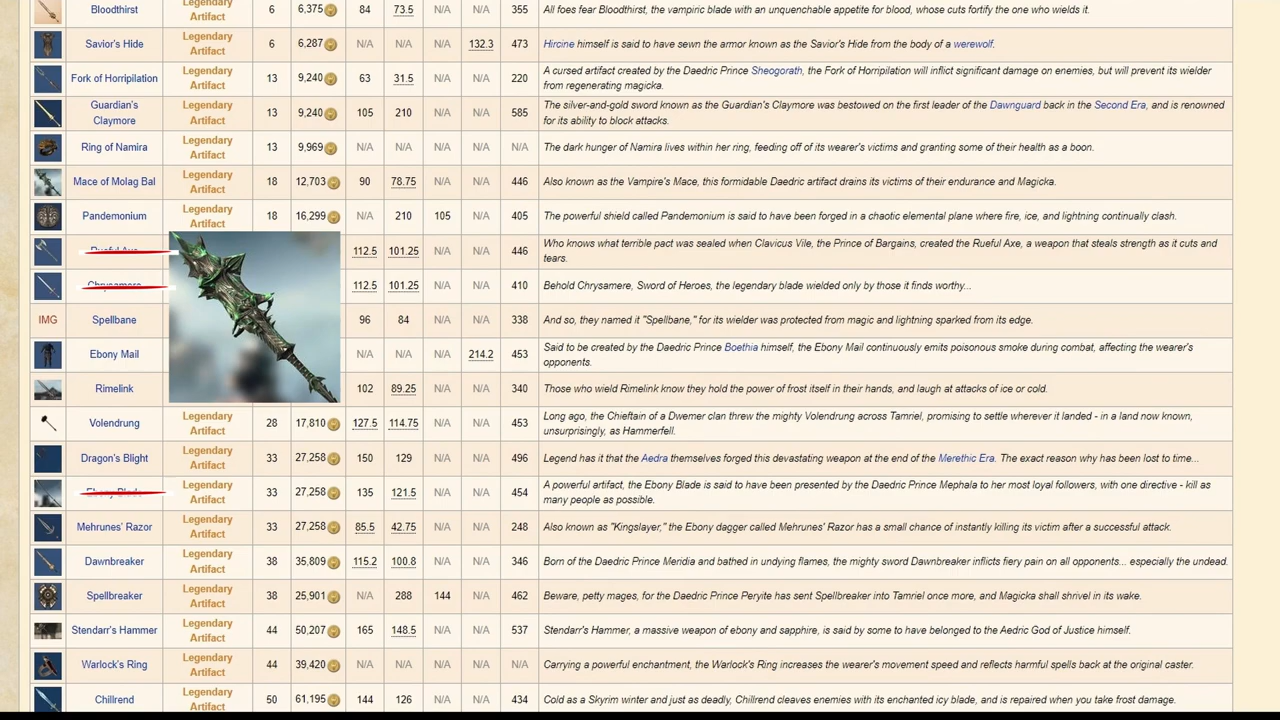 Bloodthirst Legendary Artifact 6 6,375 84 73.5 N/A N/A 355 All foes fear Bloodthirst, the vampiric blade with an unquenchable appetite for blood, whose cuts fortify the one who wields it.
Savior's Hide Legendary Artifact 6 6,287 N/A N/A N/A 132.3 473 Hircine himself is said to have sewn the armor known as the Savior's Hide from the body of a werewolf.
Fork of Horripilation Legendary Artifact 13 9,240 63 31.5 N/A N/A 220 A cursed artifact created by the Daedric Prince Sheogorath, the Fork of Horripilation will inflict significant damage on enemies, but will prevent its wielder
from regenerating magicka.
Guardian's Claymore Legendary Artifact 13 9,240 105 210 N/A N/A 585 The silver-and-gold sword known as the Guardian's Claymore was bestowed on the first leader of the Dawnguard back in the Second Era, and is renowned
for its ability to block attacks.
Ring of Namira Legendary Artifact 13 9,969 N/A N/A N/A N/A N/A The dark hunger of Namira lives within her ring, feeding off of its wearer's victims and granting some of their health as a boon.
Mace of Molag Bal Legendary Artifact 18 12,703 90 78.75 N/A N/A 446 Also known as the Vampire's Mace, this formidable Daedric artifact drains its victims of their endurance and Magicka.
Pandemonium Legendary Artifact 18 16,299 N/A 210 105 N/A 405 The powerful shield called Pandemonium is said to have been forged in a chaotic elemental plane where fire, ice, and lightning continually clash.
Rueful Axe 112.5 101.25 N/A N/A 446 Who knows what terrible pact was sealed when Clavicus Vile, the Prince of Bargains, created the Rueful Axe, a weapon that steals strength as it cuts and
tears.
Chrysamere 112.5 101.25 N/A N/A 410 Behold Chrysamere, Sword of Heroes, the legendary blade wielded only by those it finds worthy...
IMG Spellbane 96 84 N/A N/A 338 And so, they named it "Spellbane," for its wielder was protected from magic and lightning sparked from its edge.
Ebony Mail N/A N/A N/A 214.2 453 Said to be created by the Daedric Prince Boethia himself, the Ebony Mail continuously emits poisonous smoke during combat, affecting the wearer's
opponents.
Rimelink 102 89.25 N/A N/A 340 Those who wield Rimelink know they hold the power of frost itself in their hands, and laugh at attacks of ice or cold.
Volendrung Legendary Artifact 28 17,810 127.5 114.75 N/A N/A 453 Long ago, the Chieftain of a Dwemer clan threw the mighty Volendrung across Tamriel, promising to settle wherever it landed - in a land now known,
unsurprisingly, as Hammerfell.
Dragon's Blight Legendary Artifact 33 27,258 150 129 N/A N/A 496 Legend has it that the Aedra themselves forged this devastating weapon at the end of the Merethic Era. The exact reason why has been lost to time...
Ebony Blade Legendary Artifact 33 27,258 135 121.5 N/A N/A 454 A powerful artifact, the Ebony Blade is said to have been presented by the Daedric Prince Mephala to her most loyal followers, with one directive - kill as
many people as possible.
Mehrunes' Razor Legendary Artifact 33 27,258 85.5 42.75 N/A N/A 248 Also known as "Kingslayer," the Ebony dagger called Mehrunes' Razor has a small chance of instantly killing its victim after a successful attack.
Dawnbreaker Legendary Artifact 38 35,809 115.2 100.8 N/A N/A 346 Born of the Daedric Prince Meridia and bathed in undying flames, the mighty sword Dawnbreaker inflicts fiery pain on all opponents... especially the undead.
Spellbreaker Legendary Artifact 38 25,901 N/A 288 144 N/A 462 Beware, petty mages, for the Daedric Prince Peryite has sent Spellbreaker into Tamriel once more, and Magicka shall shrivel in its wake.
Stendarr's Hammer Legendary Artifact 44 50,207 165 148.5 N/A N/A 537 Stendarr's Hammer, a massive weapon of ebony and sapphire, is said by some to have belonged to the Aedric God of Justice himself.
Warlock's Ring Legendary Artifact 44 39,420 N/A N/A N/A N/A N/A Carrying a powerful enchantment, the Warlock's Ring increases the wearer's movement speed and reflects harmful spells back at the original caster.
Chillrend Legendary Artifact 50 61,195 144 126 N/A N/A 434 Cold as a Skyrim winter and just as deadly, Chillrend cleaves enemies with its enchanted icy blade, and is repaired when you take frost damage.